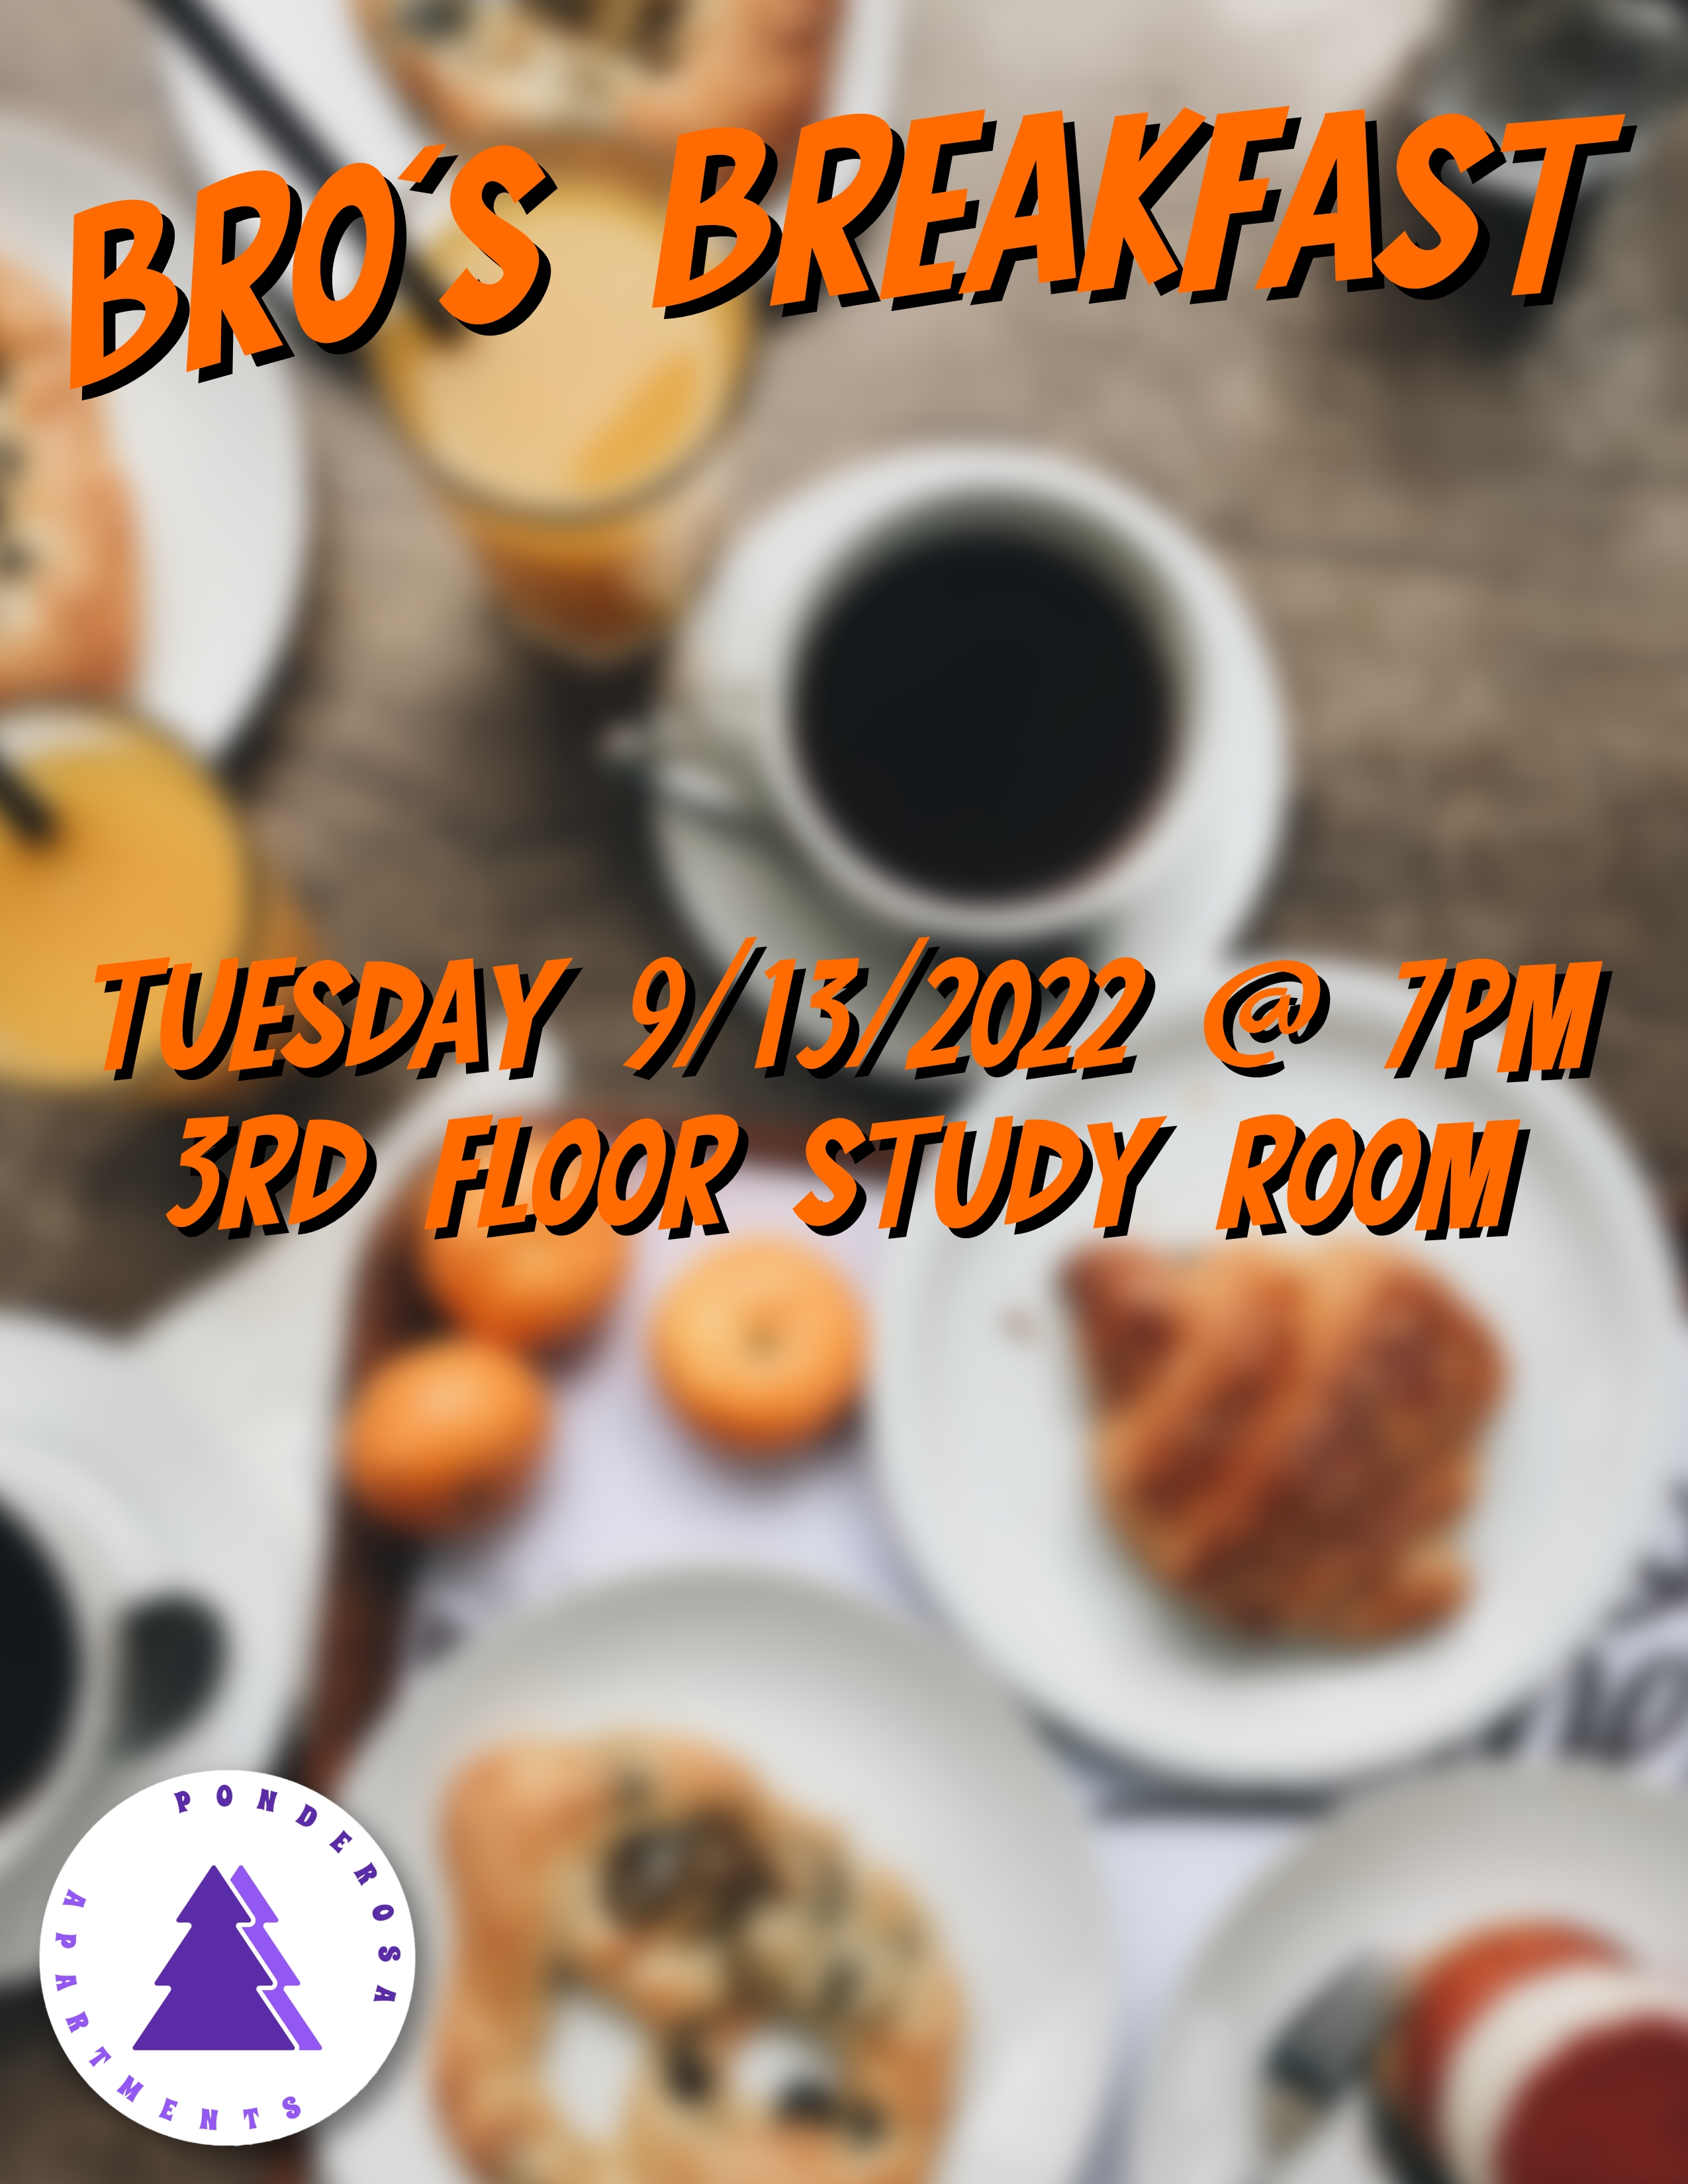 BRO'S BREAKFAST
TUESDAY 9/13/2022 @ 7PM
3RD FLOOR STUDY ROOM
PONDEROSA
APARTMENTS